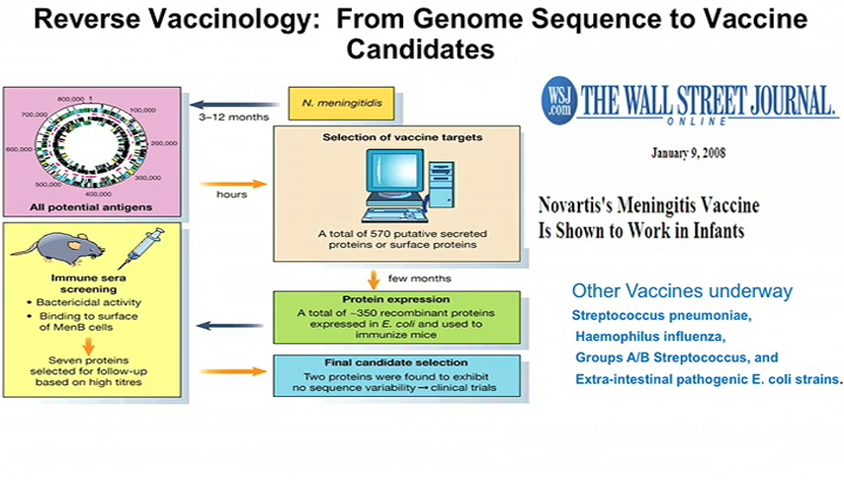 Reverse Vaccinology: From Genome Sequence to Vaccine
Candidates
800,000 1
100,000
200,000
300,000
400,000
500,000
600,000
700,000
All potential antigens
3–12 months
N. meningitidis
hours
Selection of vaccine targets
A total of 570 putative secreted
proteins or surface proteins
few months
Protein expression
A total of ~350 recombinant proteins
expressed in E. coli and used to
immunize mice
Immune sera
screening
• Bactericidal activity
• Binding to surface
of MenB cells
Seven proteins
selected for follow-up
based on high titres
Final candidate selection
Two proteins were found to exhibit
no sequence variability → clinical trials
WSJ
.com
THE WALL STREET JOURNAL.
ONLINE
January 9, 2008
Novartis's Meningitis Vaccine
Is Shown to Work in Infants
Other Vaccines underway
Streptococcus pneumoniae,
Haemophilus influenza,
Groups A/B Streptococcus, and
Extra-intestinal pathogenic E. coli strains.